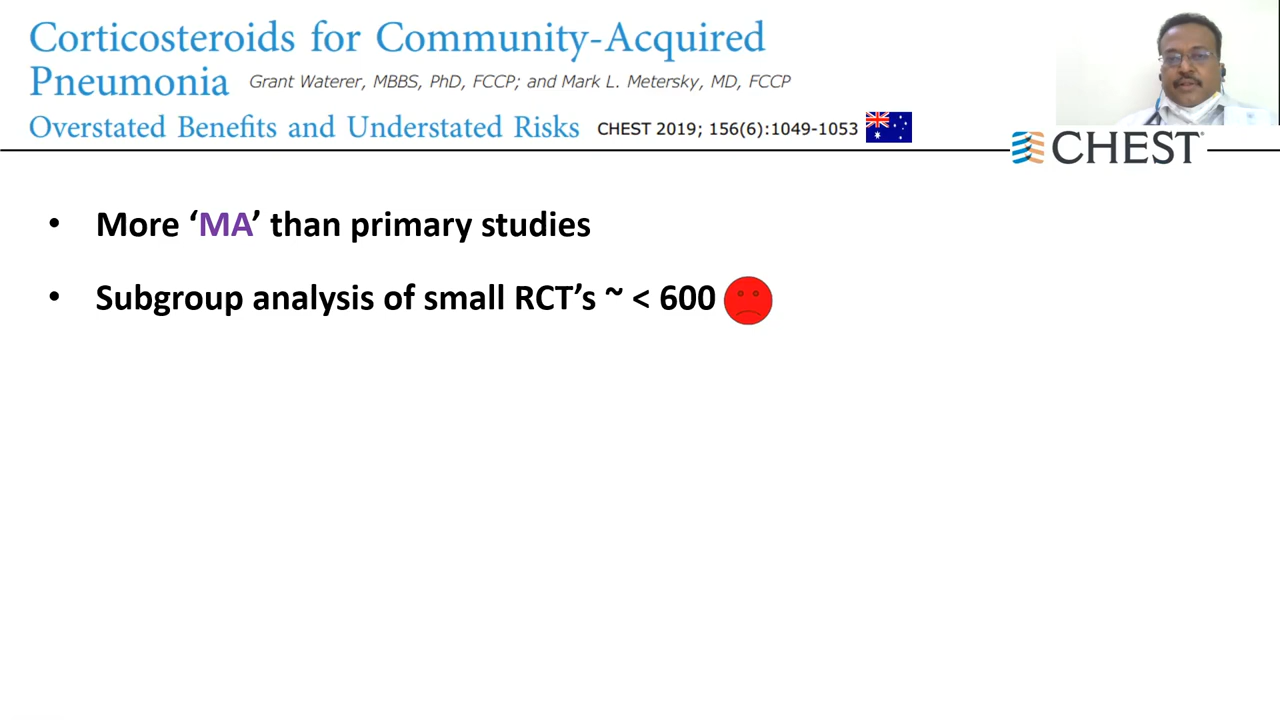 Corticosteroids for Community-Acquired
Pneumonia Grant Waterer, MBBS, PhD, FCCP; and Mark L. Metersky, MD, FCCP
Overstated Benefits and Understated Risks CHEST 2019; 156(6):1049-1053
CHEST
• More ‘MA’ than primary studies
• Subgroup analysis of small RCT’s ~ < 600